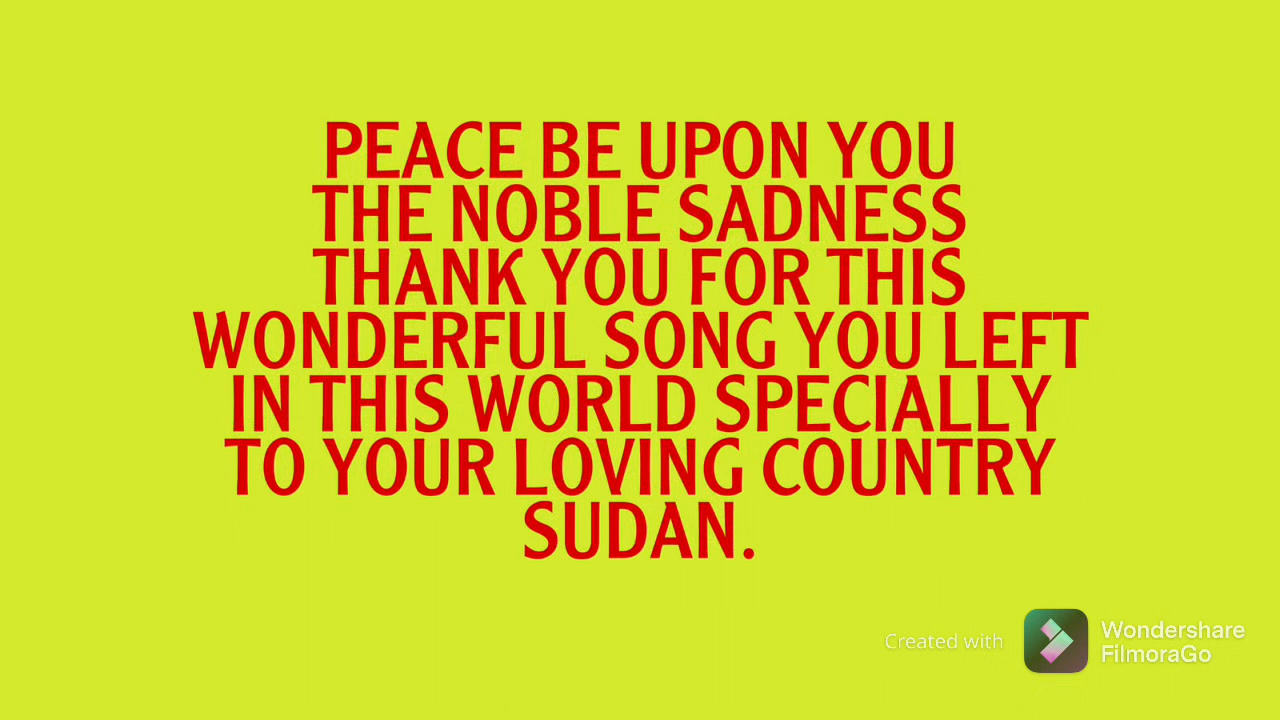 PEACE BE UPON YOU
THE NOBLE SADNESS
THANK YOU FOR THIS
WONDERFUL SONG YOU LEFT
IN THIS WORLD SPECIALLY
TO YOUR LOVING COUNTRY
SUDAN.
Created with
Wondershare
FilmoraGo